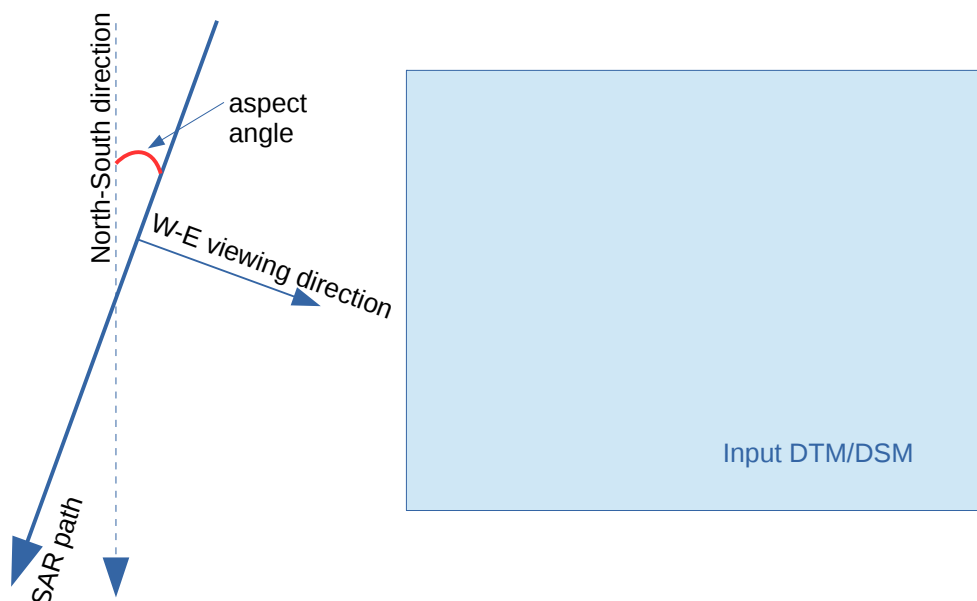 North-South direction
aspect
angle
W-E viewing direction
Input DTM/DSM
SAR path